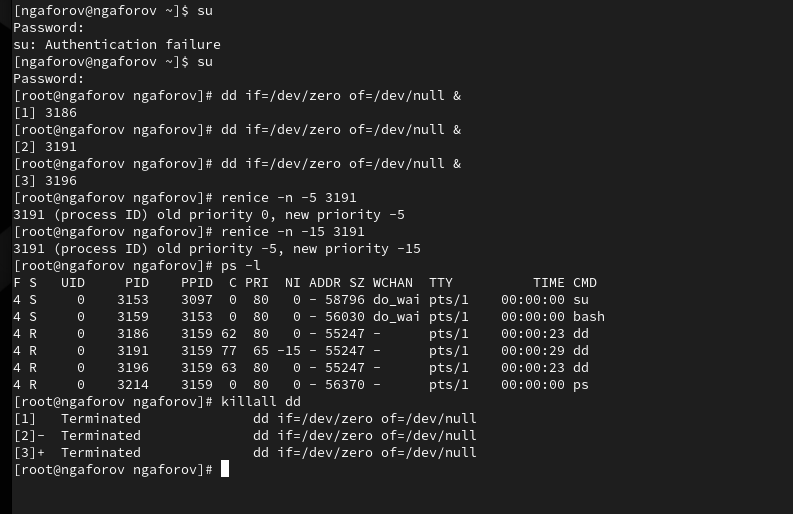 [ngaforov@ngaforov ~]$ su
Password:
su: Authentication failure
[ngaforov@ngaforov ~]$ su
Password:
[root@ngaforov ngaforov]# dd if=/dev/zero of=/dev/null &
[1] 3186
[root@ngaforov ngaforov]# dd if=/dev/zero of=/dev/null &
[2] 3191
[root@ngaforov ngaforov]# dd if=/dev/zero of=/dev/null &
[3] 3196
[root@ngaforov ngaforov]# renice -n -5 3191
3191 (process ID) old priority 0, new priority -5
[root@ngaforov ngaforov]# renice -n -15 3191
3191 (process ID) old priority -5, new priority -15
[root@ngaforov ngaforov]# ps -l
F S   UID     PID    PPID  C PRI  NI ADDR SZ WCHAN  TTY          TIME CMD
4 S     0    3153    3097  0  80   0 - 58796 do_wai pts/1    00:00:00 su
4 S     0    3159    3153  0  80   0 - 56030 do_wai pts/1    00:00:00 bash
4 R     0    3186    3159 62  80   0 - 55247 -      pts/1    00:00:23 dd
4 R     0    3191    3159 77  65 -15 - 55247 -      pts/1    00:00:29 dd
4 R     0    3196    3159 63  80   0 - 55247 -      pts/1    00:00:23 dd
4 R     0    3214    3159  0  80   0 - 56370 -      pts/1    00:00:00 ps
[root@ngaforov ngaforov]# killall dd
[1]   Terminated              dd if=/dev/zero of=/dev/null
[2]-  Terminated              dd if=/dev/zero of=/dev/null
[3]+  Terminated              dd if=/dev/zero of=/dev/null
[root@ngaforov ngaforov]#